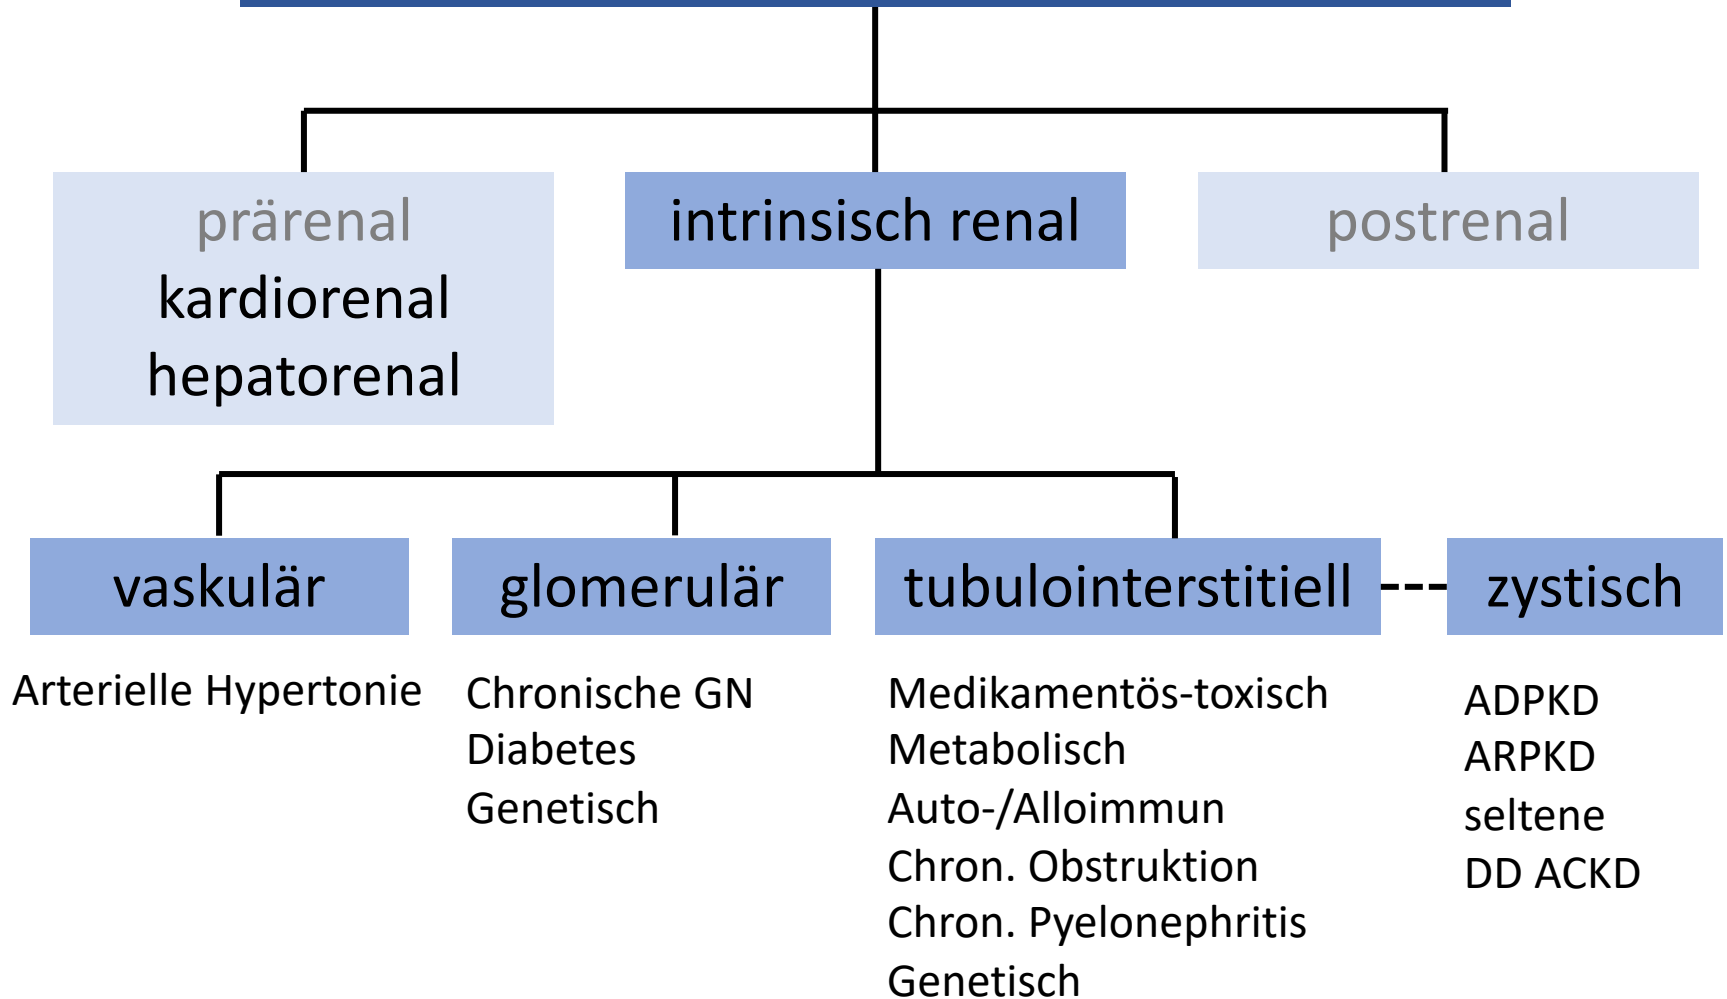 prärenal
kardiorenal
hepatorenal
intrinsisch renal
postrenal
vaskulär
Arterielle Hypertonie
glomerulär
Chronische GN
Diabetes
Genetisch
tubulointerstitiell
Medikamentös-toxisch
Metabolisch
Auto-/Alloimmun
Chron. Obstruktion
Chron. Pyelonephritis
Genetisch
zystisch
ADPKD
ARPKD
seltene
DD ACKD